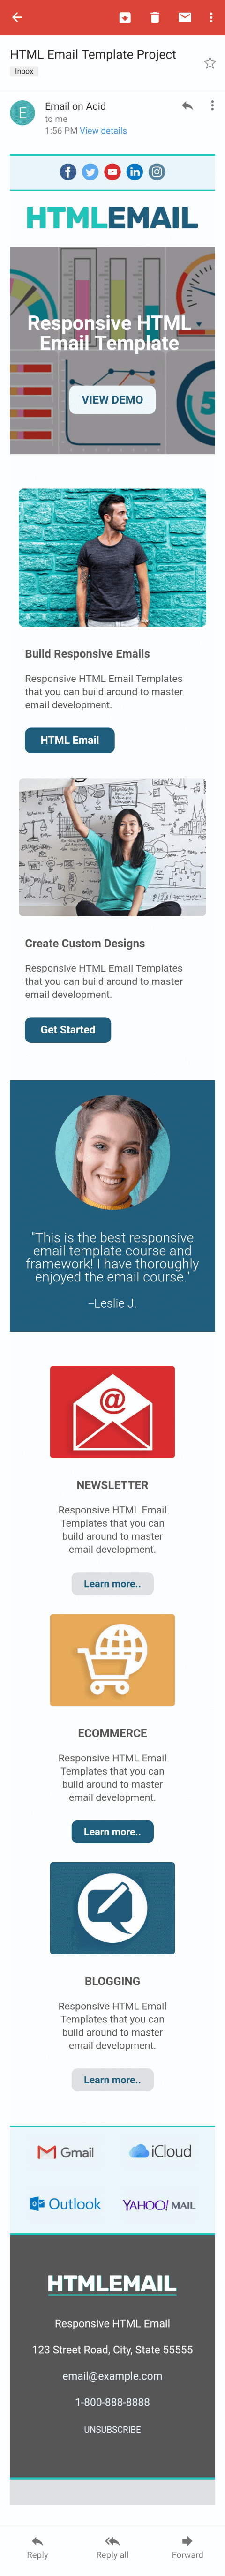 HTML Email Template Project
Inbox
E
Email on Acid
to me
1:56 PM View details
HTMLEMAIL
Responsive HTML
Email Template
VIEW DEMO
Build Responsive Emails
Responsive HTML Email Templates
that you can build around to master
email development.
HTML Email
Create Custom Designs
Responsive HTML Email Templates
that you can build around to master
email development.
Get Started
"This is the best responsive
email template course and
framework! I have thoroughly
enjoyed the email course."
–Leslie J.
@
NEWSLETTER
Responsive HTML Email
Templates that you can
build around to master
email development.
Learn more..
ECOMMERCE
Responsive HTML Email
Templates that you can
build around to master
email development.
Learn more..
BLOGGING
Responsive HTML Email
Templates that you can
build around to master
email development.
Learn more..
Gmail iCloud
Outlook YAHOO! MAIL
HTMLEMAIL
Responsive HTML Email
123 Street Road, City, State 55555
email@example.com
1-800-888-8888
UNSUBSCRIBE
Reply Reply all Forward